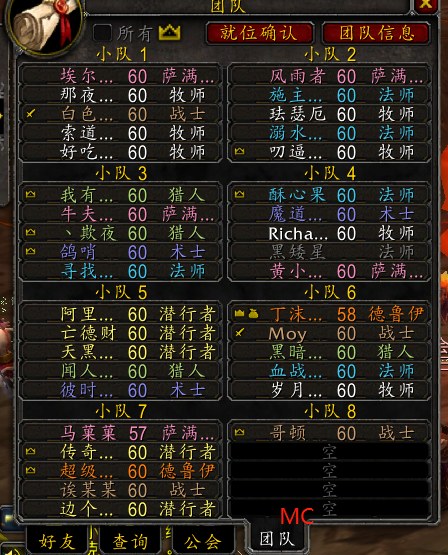 团队
所有 就位确认 团队信息
小队 1 小队 2
埃尔... 60 萨满... 风雨者 60 萨满...
那夜... 60 牧师 施主... 60 法师
白色... 60 战士 珐瑟厄 60 牧师
索道... 60 牧师 溺水... 60 法师
好吃... 60 牧师 叨逼... 60 牧师
小队 3 小队 4
我有... 60 猎人 酥心果 60 法师
牛夫... 60 萨满... 魔道... 60 术士
丶欺夜 60 猎人 Richa... 60 牧师
鸽哨 60 术士 黑矮星 法师
寻找... 60 法师 黄小... 60 萨满...
小队 5 小队 6
阿里... 60 潜行者 丁沫... 58 德鲁伊
亡德财 60 潜行者 Moy 60 战士
天黑... 60 潜行者 黑暗... 60 猎人
闻人... 60 猎人 血战... 60 法师
彼时... 60 术士 岁月... 60 牧师
小队 7 小队 8
马菓菓 57 萨满... 哥顿 60 战士
传奇... 60 潜行者 空
超级... 60 德鲁伊 空
诶某某 60 战士 空
边个... 60 潜行者 空
MC
好友 查询 公会 团队